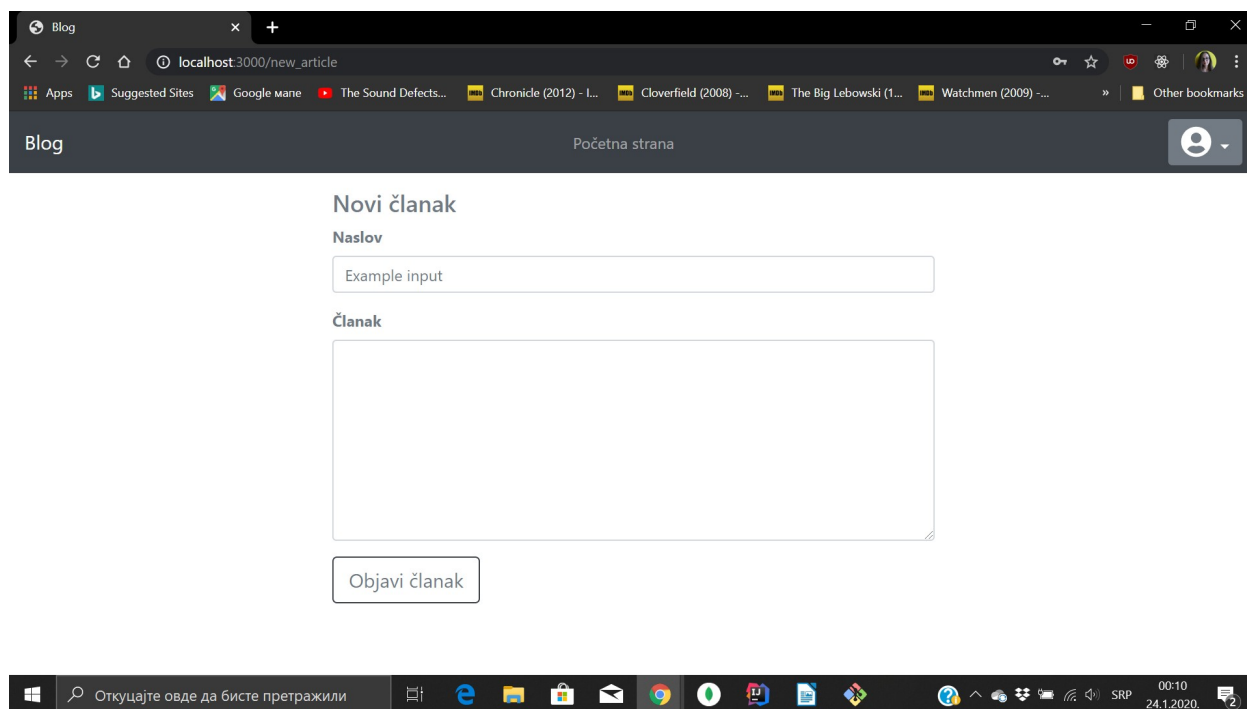 Blog
localhost:3000/new_article
Apps Suggested Sites Google мапе The Sound Defects... Chronicle (2012) - I... Cloverfield (2008) -... The Big Lebowski (1... Watchmen (2009) -... » Other bookmarks
Blog Početna strana
Novi članak
Naslov
Example input
Članak
Objavi članak
Откуцајте овде да бисте претражили SRP 00:10
24.1.2020. 2